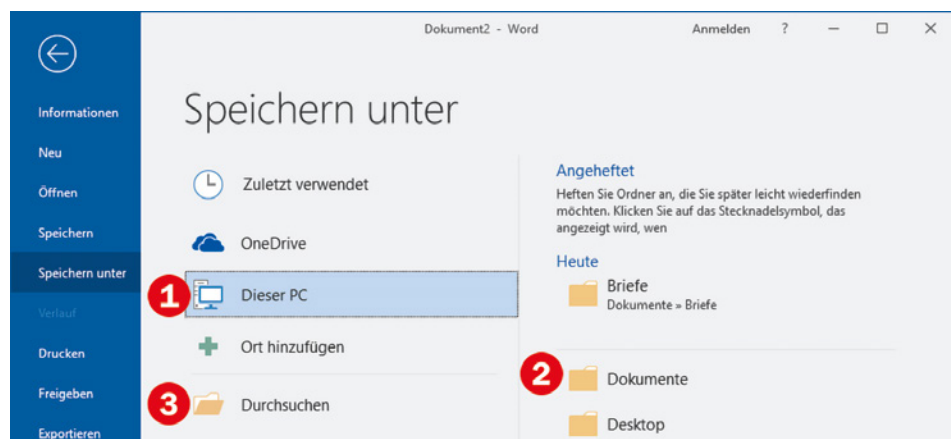 Dokument2 - Word
Anmelden
?
Informationen
Neu
Öffnen
Speichern
Speichern unter
Verlauf
Drucken
Freigeben
Exportieren
Speichern unter
Zuletzt verwendet
OneDrive
1
Dieser PC
Ort hinzufügen
3
Durchsuchen
Angeheftet
Heften Sie Ordner an, die Sie später leicht wiederfinden
möchten. Klicken Sie auf das Stecknadelsymbol, das
angezeigt wird, wen
Heute
Briefe
Dokumente » Briefe
2
Dokumente
Desktop